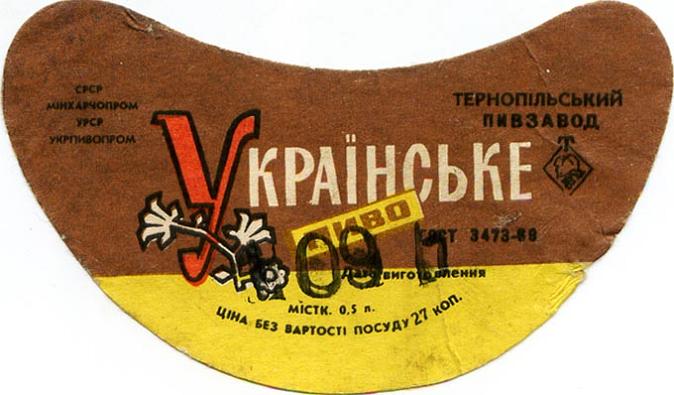 СРСР
МІНХАРЧОПРОМ
УРСР
УКРПИВОПРОМ
ТЕРНОПІЛЬСЬКИЙ
ПИВЗАВОД
УКРАЇНСЬКЕ
ПИВО
ГОСТ 3473-69
09
Дата виготовлення
МІСТК. 0,5 л.
ЦІНА БЕЗ ВАРТОСТІ ПОСУДУ 27 КОП.